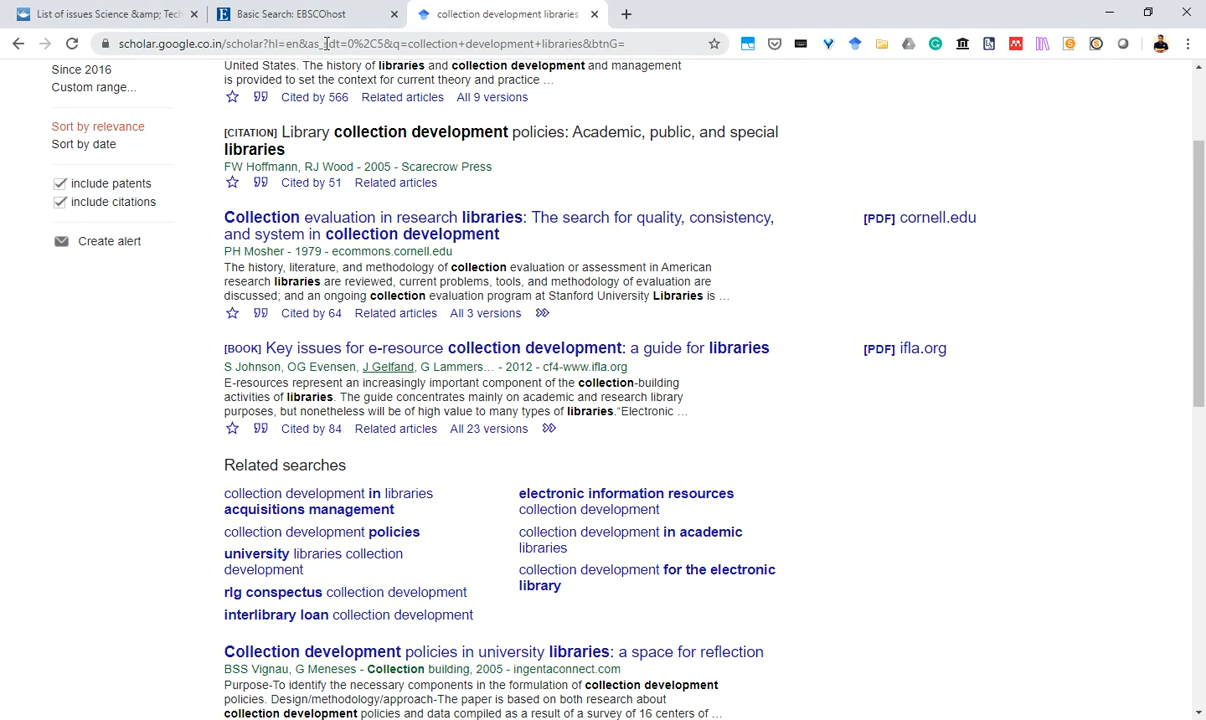 List of issues Science &amp; Tech
Basic Search: EBSCOhost
collection development libraries
scholar.google.co.in/scholar?hl=en&as_sdt=0%2C5&q=collection+development+libraries&btnG=
Since 2016
Custom range...
Sort by relevance
Sort by date
include patents
include citations
Create alert
United States. The history of libraries and collection development and management
is provided to set the context for current theory and practice ...
Cited by 566 Related articles All 9 versions
[CITATION] Library collection development policies: Academic, public, and special
libraries
FW Hoffmann, RJ Wood - 2005 - Scarecrow Press
Cited by 51 Related articles
Collection evaluation in research libraries: The search for quality, consistency,
and system in collection development
[PDF] cornell.edu
PH Mosher - 1979 - ecommons.cornell.edu
The history, literature, and methodology of collection evaluation or assessment in American
research libraries are reviewed, current problems, tools, and methodology of evaluation are
discussed; and an ongoing collection evaluation program at Stanford University Libraries is ...
Cited by 64 Related articles All 3 versions
[BOOK] Key issues for e-resource collection development: a guide for libraries
[PDF] ifla.org
S Johnson, OG Evensen, J Gelfand, G Lammers... - 2012 - cf4-www.ifla.org
E-resources represent an increasingly important component of the collection-building
activities of libraries. The guide concentrates mainly on academic and research library
purposes, but nonetheless will be of high value to many types of libraries."Electronic ...
Cited by 84 Related articles All 23 versions
Related searches
collection development in libraries
acquisitions management
collection development policies
university libraries collection
development
rlg conspectus collection development
interlibrary loan collection development
electronic information resources
collection development
collection development in academic
libraries
collection development for the electronic
library
Collection development policies in university libraries: a space for reflection
BSS Vignau, G Meneses - Collection building, 2005 - ingentaconnect.com
Purpose-To identify the necessary components in the formulation of collection development
policies. Design/methodology/approach-The paper is based on both research about
collection development policies and data compiled as a result of a survey of 16 centers of ...